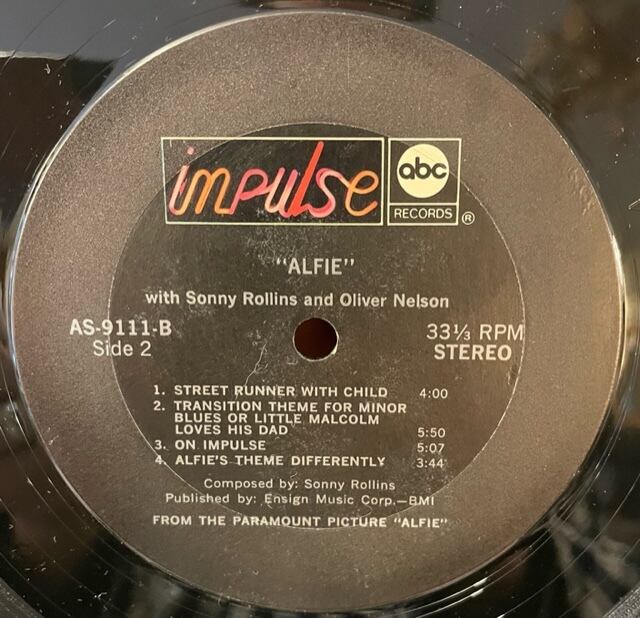 impulse
abc
RECORDS ®
"ALFIE"
with Sonny Rollins and Oliver Nelson
AS-9111-B
Side 2
33⅓ RPM
STEREO
1. STREET RUNNER WITH CHILD 4:00
2. TRANSITION THEME FOR MINOR
BLUES OR LITTLE MALCOLM
LOVES HIS DAD 5:50
3. ON IMPULSE 5:07
4. ALFIE'S THEME DIFFERENTLY 3:44
Composed by: Sonny Rollins
Published by: Ensign Music Corp.—BMI
FROM THE PARAMOUNT PICTURE "ALFIE"